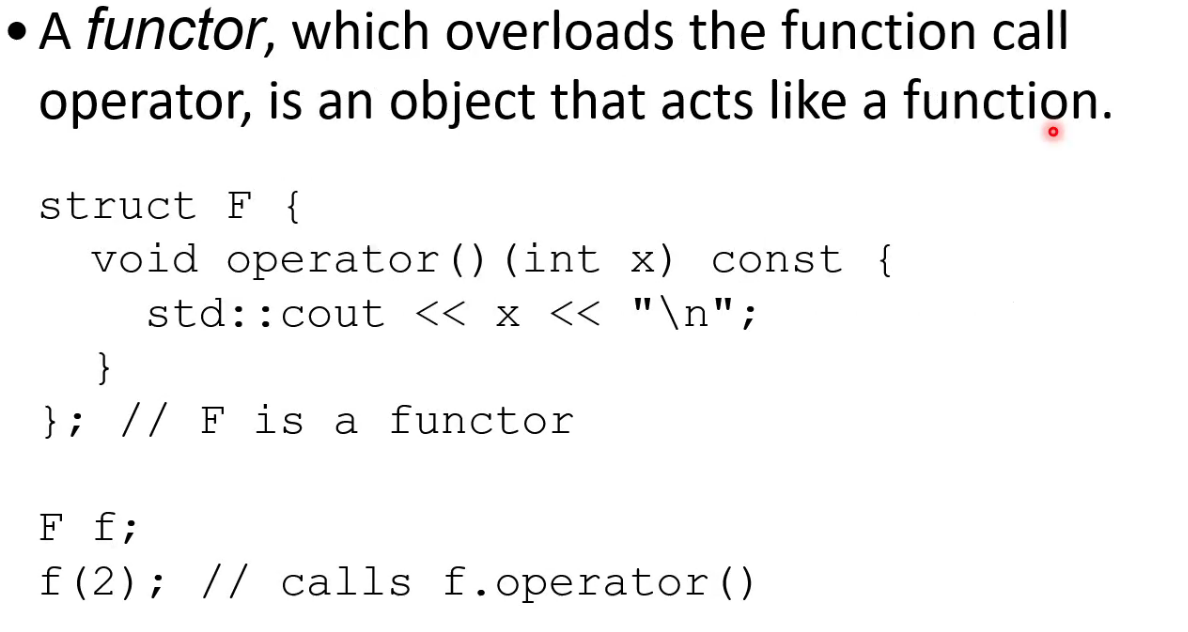 • A functor, which overloads the function call
operator, is an object that acts like a function.
struct F {
  void operator()(int x) const {
    std::cout << x << "\n";
  }
}; // F is a functor
F f;
f(2); // calls f.operator()